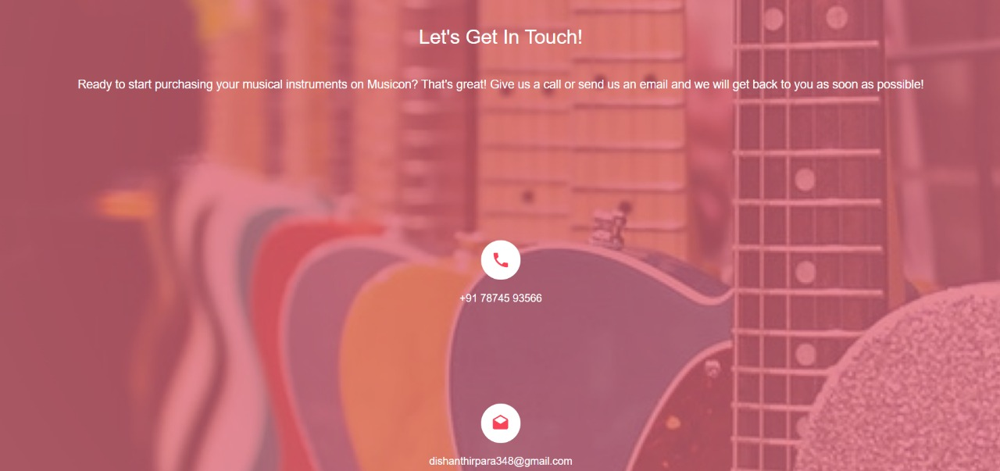 Let's Get In Touch!
Ready to start purchasing your musical instruments on Musicon? That's great! Give us a call or send us an email and we will get back to you as soon as possible!
+91 78745 93566
dishanthirpara348@gmail.com